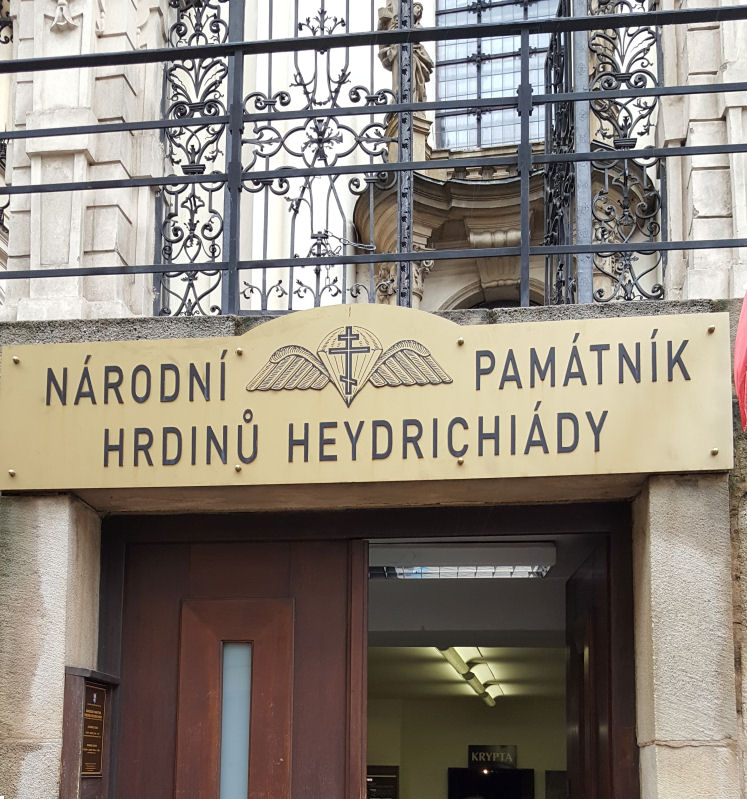 NÁRODNÍ PAMÁTNÍK
HRDINŮ HEYDRICHIÁDY
KRYPTA